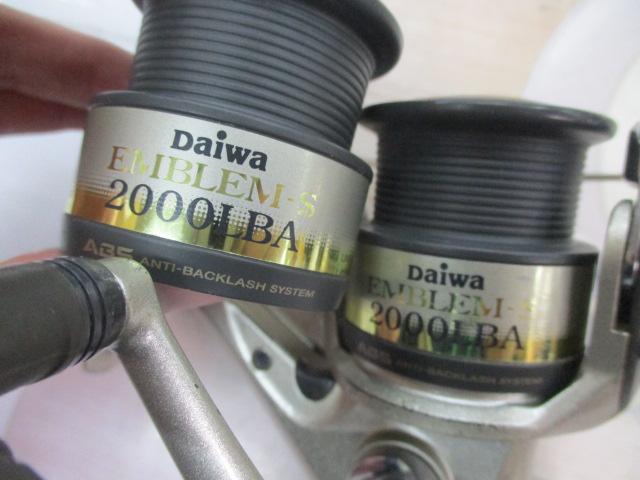 Daiwa
EMBLEM-S
2000LBA
ABS ANTI-BACKLASH SYSTEM
Daiwa
EMBLEM-S
2000LBA
ABS ANTI-BACKLASH SYSTEM